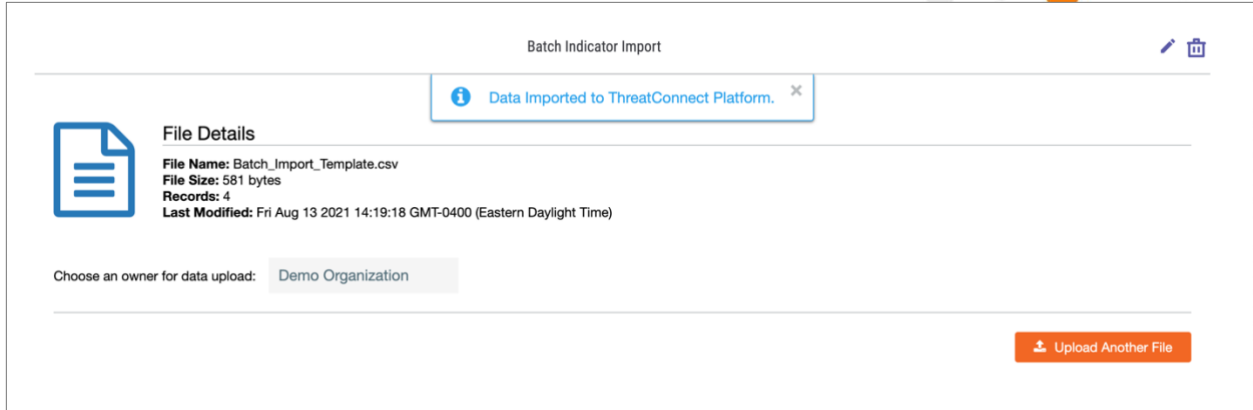 Batch Indicator Import
Data Imported to ThreatConnect Platform.
File Details
File Name: Batch_Import_Template.csv
File Size: 581 bytes
Records: 4
Last Modified: Fri Aug 13 2021 14:19:18 GMT-0400 (Eastern Daylight Time)
Choose an owner for data upload: Demo Organization
Upload Another File